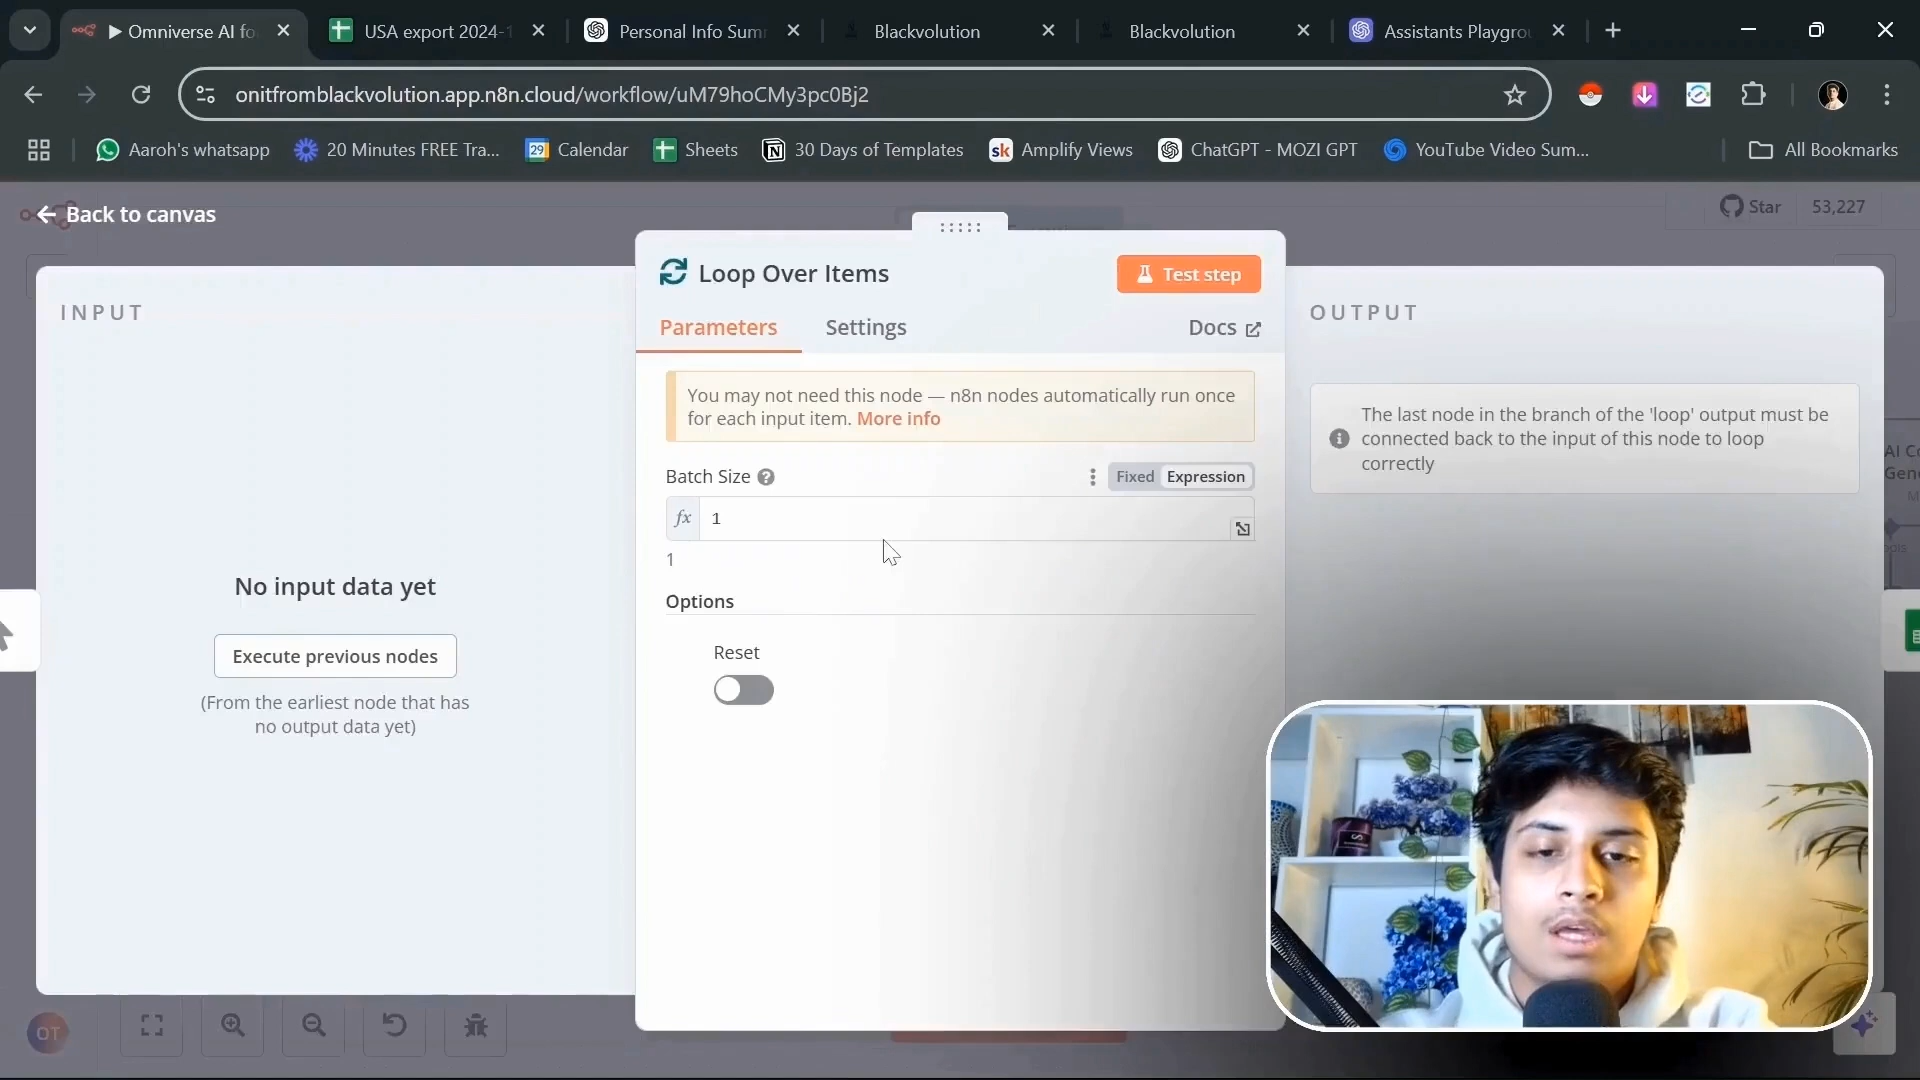 Omniverse AI fo
USA export 2024-1
Personal Info Sum
Blackvolution
Blackvolution
Assistants Playgro
onitfromblackvolution.app.n8n.cloud/workflow/uM79hoCMy3pc0Bj2
Aaroh's whatsapp
20 Minutes FREE Tra...
29
Calendar
Sheets
30 Days of Templates
sk
Amplify Views
ChatGPT - MOZI GPT
YouTube Video Sum...
All Bookmarks
Back to canvas
Star
53,227
INPUT
Loop Over Items
Test step
OUTPUT
Parameters
Settings
Docs
You may not need this node — n8n nodes automatically run once
for each input item. More info
The last node in the branch of the 'loop' output must be
connected back to the input of this node to loop
correctly
AI Co
Gene
Batch Size
Fixed
Expression
fx
1
1
No input data yet
Execute previous nodes
(From the earliest node that has
no output data yet)
Options
Reset
OT